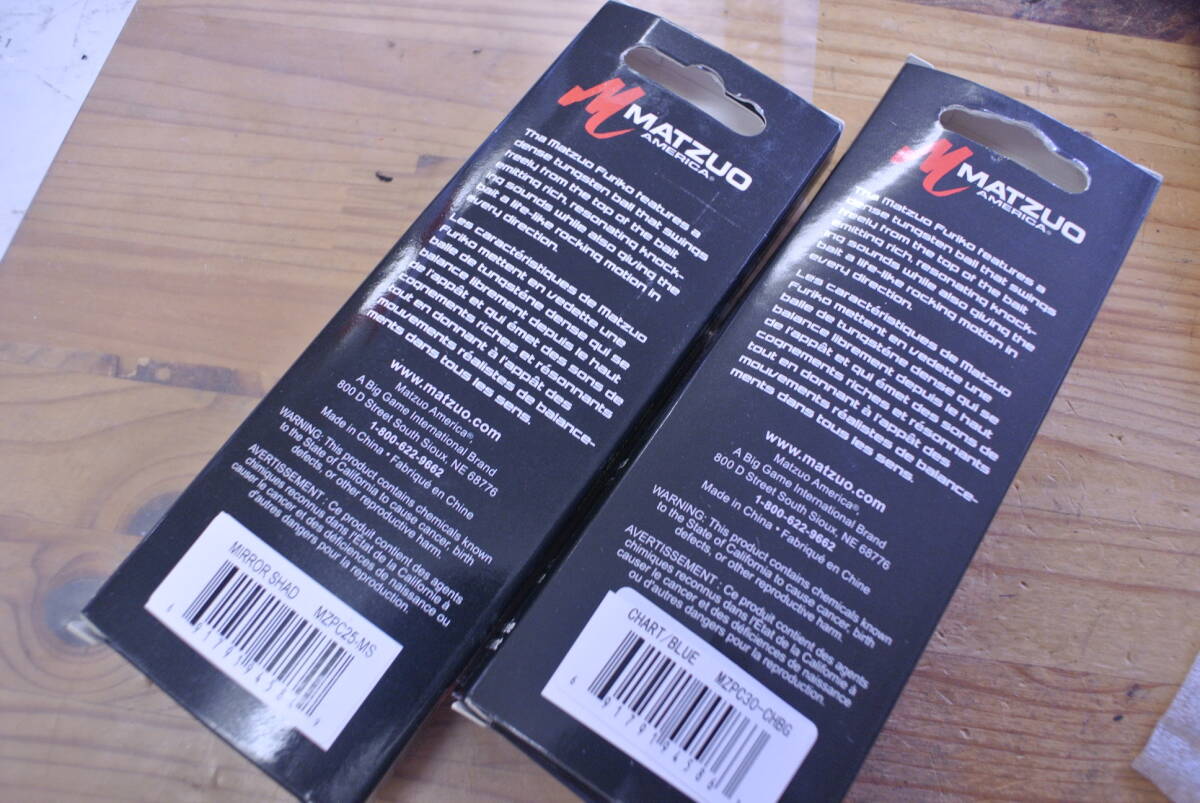 MATZUO
AMERICA®
The Matzuo Furiko features a
dense tungsten ball that swings
freely from the top of the bait
emitting rich, resonating knock-
ing sounds while also giving the
bait a life-like rocking motion in
every direction.
Les caractéristiques de Matzuo
Furiko mettent en vedette une
balle de tungsténe dense qui se
balance librement depuis le haut
de l'appât et qui émet des sons de
cognements riches et résonnants
tout en donnant à l'appât des
mouvements réalistes de balance-
ments dans tous les sens.
www.matzuo.com
Matzuo America®,
A Big Game International Brand
800 D Street South Sioux, NE 68776
1-800-622-9662
Made in China • Fabriqué en Chine
WARNING: This product contains chemicals known
to the State of California to cause cancer, birth
defects, or other reproductive harm.
AVERTISSEMENT : Ce produit contient des agents
chimiques reconnus dans l'État de la Californie à
causer le cancer et des déficiences de naissance ou
d'autres dangers pour la reproduction.
MIRROR SHAD MZPC25-MS
MATZUO
AMERICA®
The Matzuo Furiko features a
dense tungsten ball that swings
freely from the top of the bait
emitting rich, resonating knock-
ing sounds while also giving the
bait a life-like rocking motion in
every direction.
Les caractéristiques de Matzuo
Furiko mettent en vedette une
balle de tungsténe dense qui se
balance librement depuis le haut
de l'appât et qui émet des sons de
cognements riches et résonnants
tout en donnant à l'appât des
mouvements réalistes de balance-
ments dans tous les sens.
www.matzuo.com
Matzuo America®,
A Big Game International Brand
800 D Street South Sioux, NE 68776
1-800-622-9662
Made in China • Fabriqué en Chine
WARNING: This product contains chemicals known
to the State of California to cause cancer, birth
defects, or other reproductive harm.
AVERTISSEMENT : Ce produit contient des agents
chimiques reconnus dans l'État de la Californie à
causer le cancer et des déficiences de naissance
ou d'autres dangers pour la reproduction.
CHART/BLUE MZPC30-CHBG